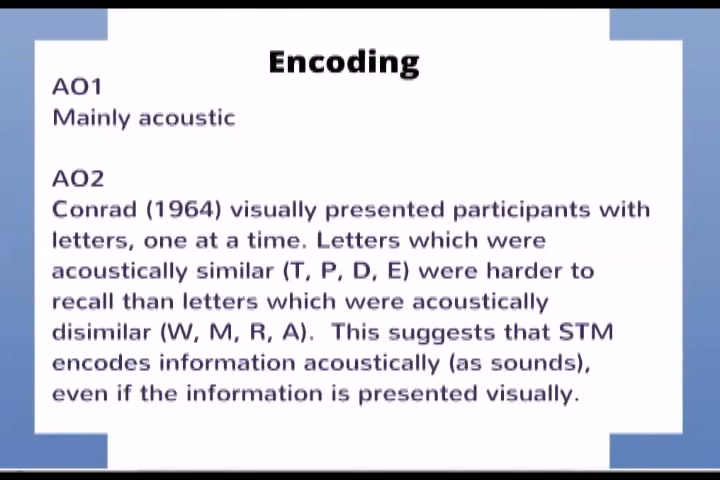 Encoding
AO1
Mainly acoustic
AO2
Conrad (1964) visually presented participants with
letters, one at a time. Letters which were
acoustically similar (T, P, D, E) were harder to
recall than letters which were acoustically
disimilar (W, M, R, A).  This suggests that STM
encodes information acoustically (as sounds),
even if the information is presented visually.